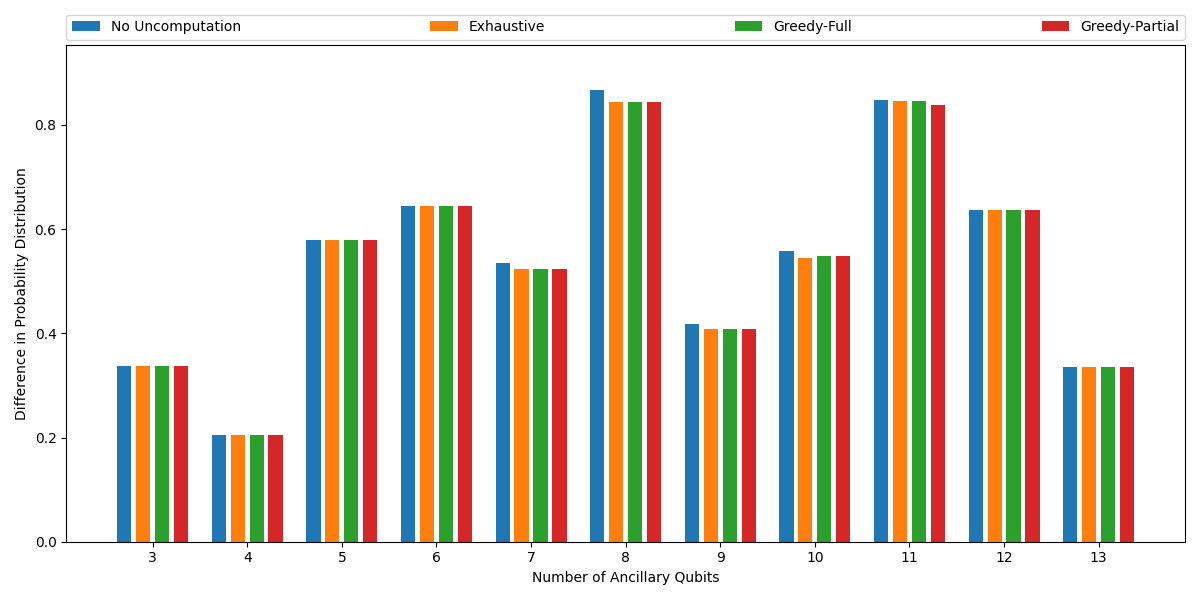 No Uncomputation Exhaustive Greedy-Full Greedy-Partial
Difference in Probability Distribution
0.8
0.6
0.4
0.2
0.0
3 4 5 6 7 8 9 10 11 12 13
Number of Ancillary Qubits